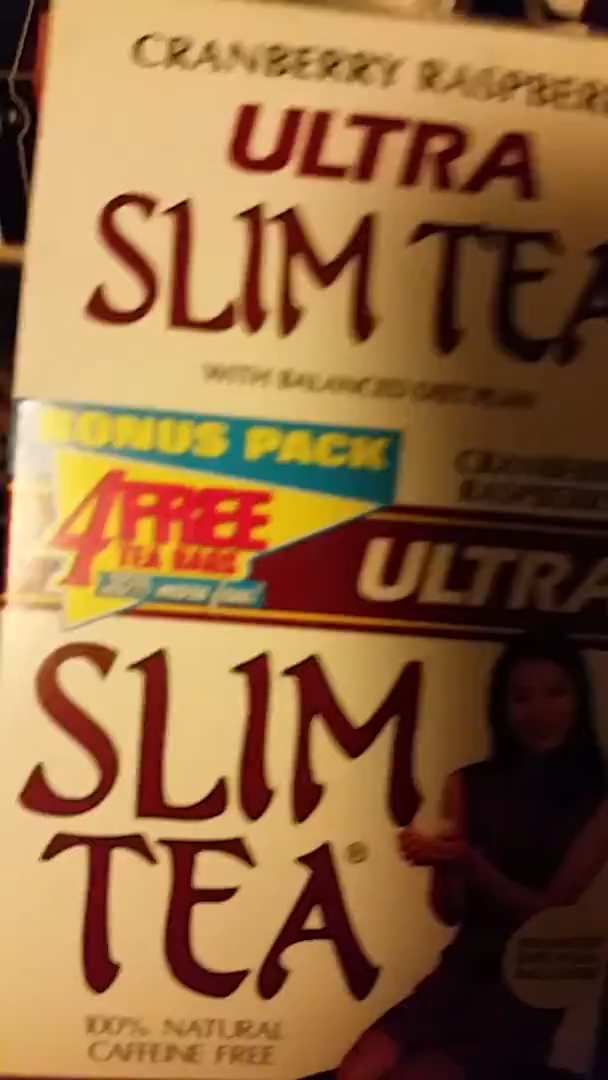 CRANBERRY RASPBER
ULTRA
SLIM TEA
WITH BALANCED DIET PLAN
BONUS PACK
4 FREE
TEA BAGS
ULTRA
SLIM
TEA®
100% NATURAL
CAFFEINE FREE